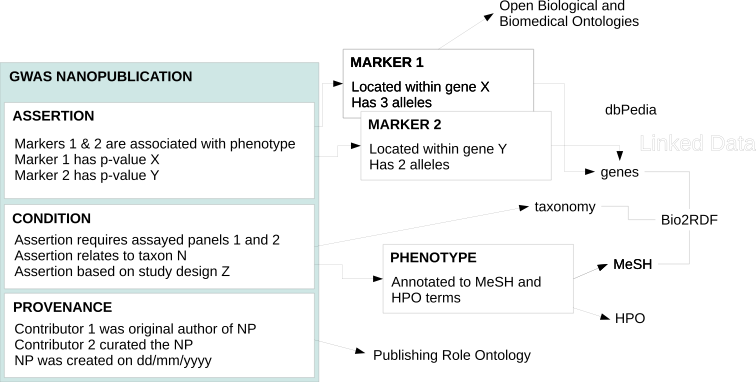 Open Biological and
Biomedical Ontologies
GWAS NANOPUBLICATION
MARKER 1
Located within gene X
Has 3 alleles
ASSERTION
Markers 1 & 2 are associated with phenotype
Marker 1 has p-value X
Marker 2 has p-value Y
MARKER 2
Located within gene Y
Has 2 alleles
dbPedia
Linked Data
genes
CONDITION
Assertion requires assayed panels 1 and 2
Assertion relates to taxon N
Assertion based on study design Z
taxonomy
Bio2RDF
PHENOTYPE
Annotated to MeSH and
HPO terms
MeSH
HPO
PROVENANCE
Contributor 1 was original author of NP
Contributor 2 curated the NP
NP was created on dd/mm/yyyy
Publishing Role Ontology